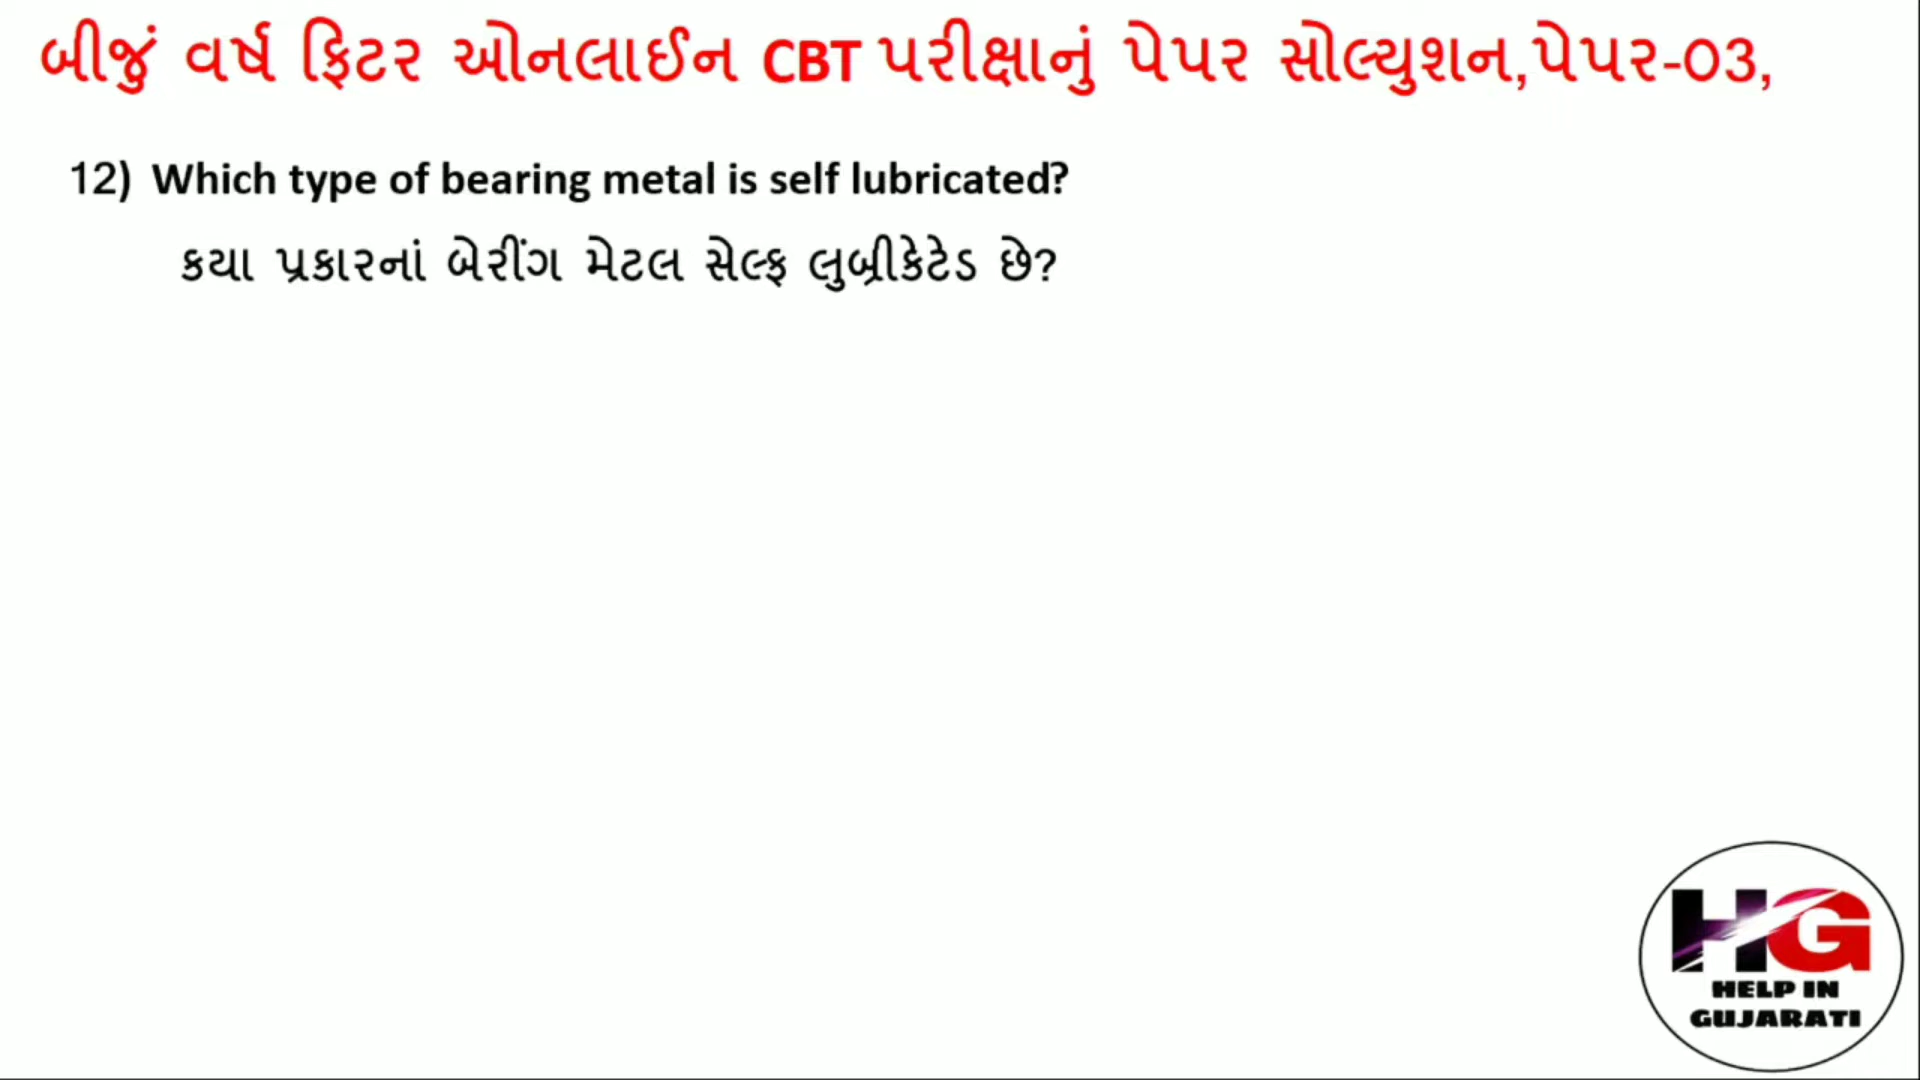 બીજું વર્ષ ફિટર ઓનલાઈન CBT પરીક્ષાનું પેપર સોલ્યુશન,પેપર-03,
12) Which type of bearing metal is self lubricated?
કયા પ્રકારનાં બેરીંગ મેટલ સેલ્ફ લુબ્રીકેટેડ છે?
HG
HELP IN
GUJARATI